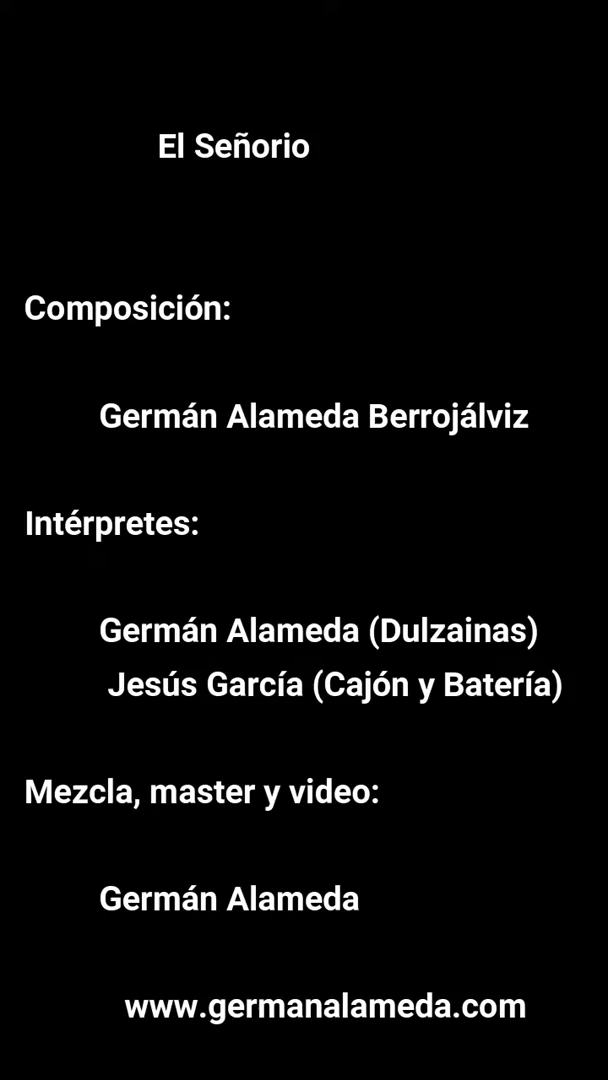 El Señorio
Composición:
Germán Alameda Berrojálviz
Intérpretes:
Germán Alameda (Dulzainas)
Jesús García (Cajón y Batería)
Mezcla, master y video:
Germán Alameda
www.germanalameda.com